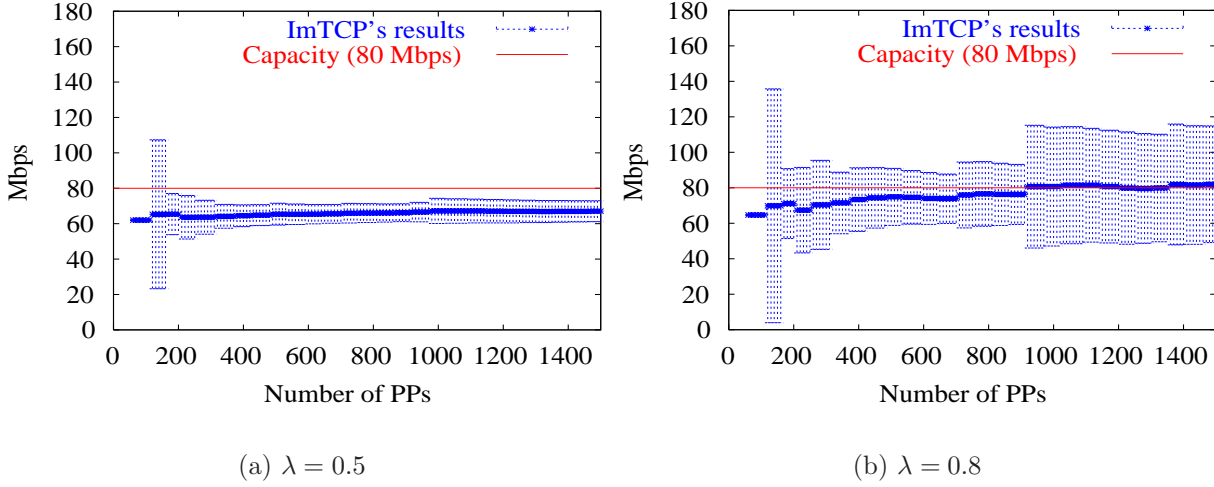 180
160
140
120
100
80
60
40
20
0
Mbps
ImTCP's results
Capacity (80 Mbps)
0 200 400 600 800 1000 1200 1400
Number of PPs
(a) λ = 0.5
180
160
140
120
100
80
60
40
20
0
Mbps
ImTCP's results
Capacity (80 Mbps)
0 200 400 600 800 1000 1200 1400
Number of PPs
(b) λ = 0.8